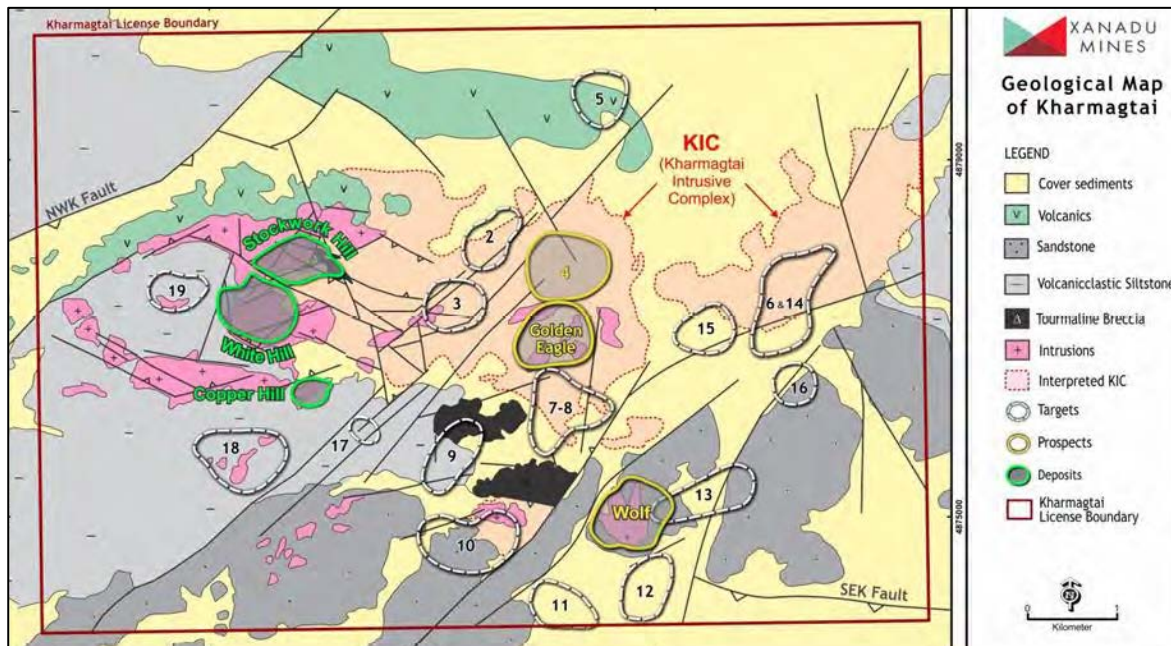 Kharmagtai License Boundary
NWK Fault
5
KIC
(Kharmagtai
Intrusive
Complex)
4879000
2
Stockwork Hill
4
19
3
6 & 14
15
Golden
Eagle
White Hill
Copper Hill
16
7-8
17
18
9
13
Wolf
4875000
10
12
11
SEK Fault
XANADU
MINES
Geological Map
of Kharmagtai
LEGEND
Cover sediments
Volcanics
Sandstone
Volcanicclastic Siltstone
Tourmaline Breccia
Intrusions
Interpreted KIC
Targets
Prospects
Deposits
Kharmagtai
License Boundary
0 1
Kilometer